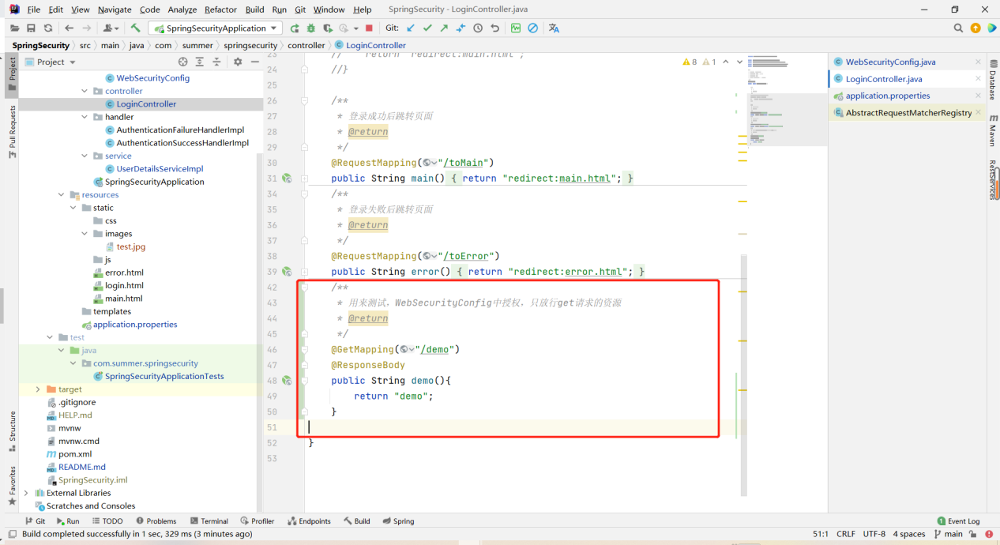 File Edit View Navigate Code Analyze Refactor Build Run Git Window Help SpringSecurity - LoginController.java
SpringSecurityApplication Git:
SpringSecurity src main java com summer springsecurity controller LoginController
Project
WebSecurityConfig
controller
LoginController
handler
AuthenticationFailureHandlerImpl
AuthenticationSuccessHandlerImpl
service
UserDetailsServiceImpl
SpringSecurityApplication
resources
static
css
images
test.jpg
js
error.html
login.html
main.html
templates
application.properties
test
java
com.summer.springsecurity
SpringSecurityApplicationTests
target
.gitignore
HELP.md
mvnw
mvnw.cmd
pom.xml
README.md
SpringSecurity.iml
External Libraries
Scratches and Consoles
Project
Pull Requests
Structure
Favorites
23 // return "redirect:main.html";
24 //}
25
26 /**
27 * 登录成功后跳转页面
28 * @return
29 */
30 @RequestMapping("/toMain")
31 public String main() { return "redirect:main.html"; }
34 /**
35 * 登录失败后跳转页面
36 * @return
37 */
38 @RequestMapping("/toError")
39 public String error() { return "redirect:error.html"; }
42 /**
43 * 用来测试，WebSecurityConfig中授权，只放行get请求的资源
44 * @return
45 */
46 @GetMapping("/demo")
47 @ResponseBody
48 public String demo(){
49 return "demo";
50 }
51
52 }
53
8 1
WebSecurityConfig.java
LoginController.java
application.properties
AbstractRequestMatcherRegistry
Database
Maven
RestServices
Git Run TODO Problems Terminal Profiler Endpoints Build Spring 1 Event Log
Build completed successfully in 1 sec, 329 ms (3 minutes ago) 51:1 CRLF UTF-8 4 spaces main